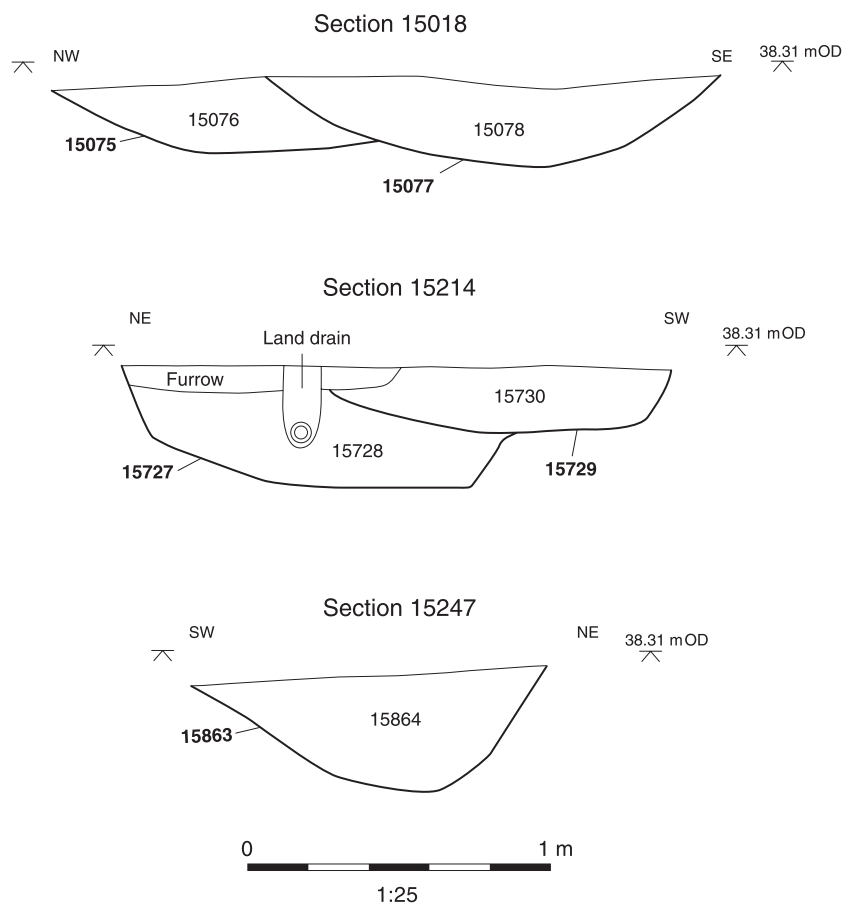 Section 15018
NW
SE
38.31 mOD
15076
15078
15075
15077
Section 15214
NE
SW
38.31 mOD
Land drain
Furrow
15730
15728
15727
15729
Section 15247
SW
NE
38.31 mOD
15864
15863
0
1 m
1:25